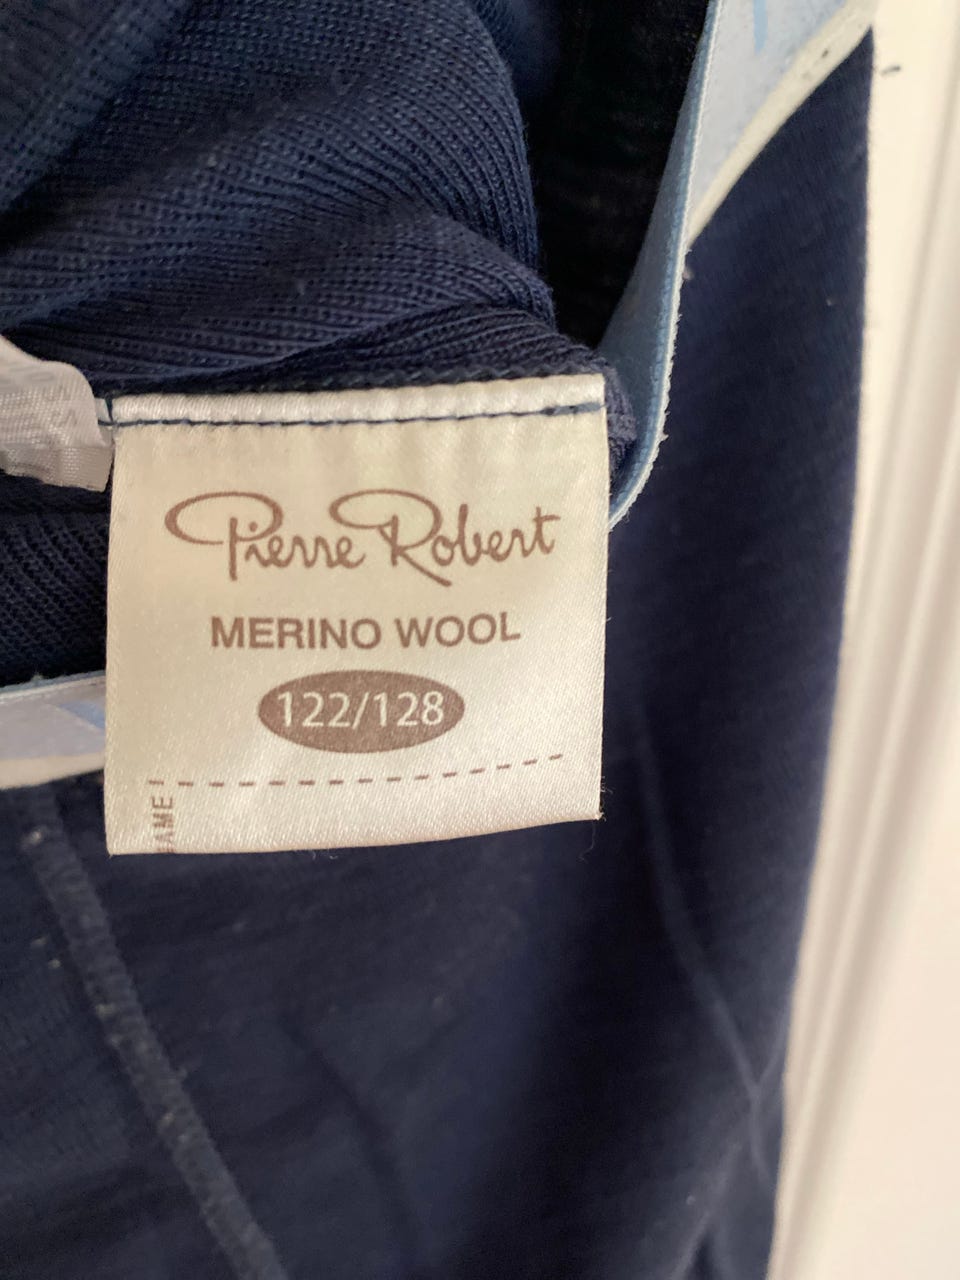 Pierre Robert
MERINO WOOL
122/128